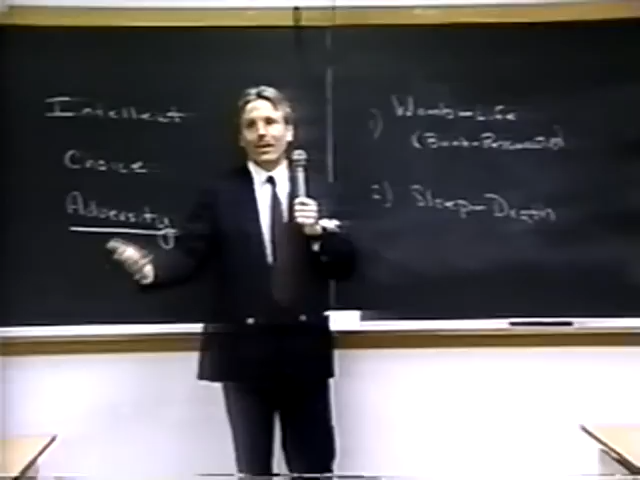 Intellect
Choice
Adversity
1) Womb-Life
2) Sleep-Death